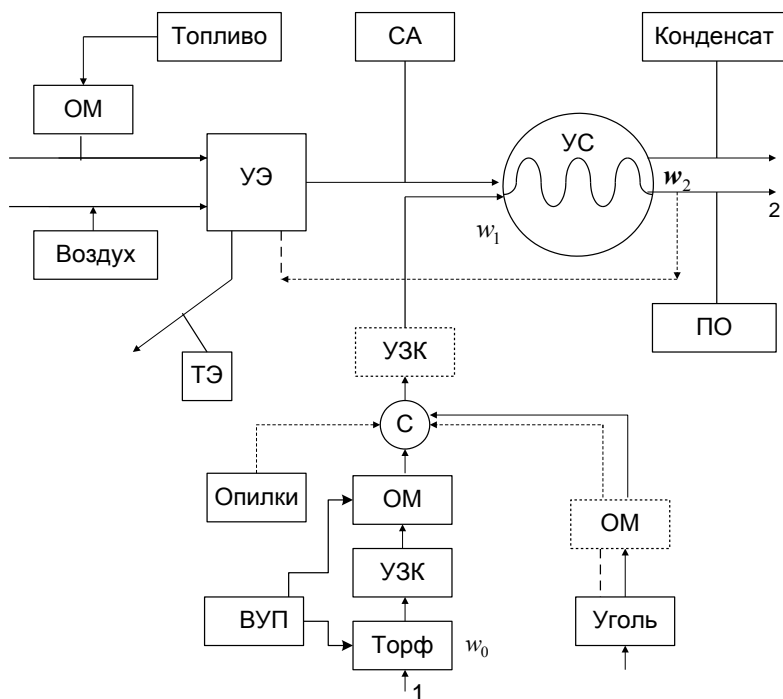 Топливо
СА
Конденсат
ОМ
УЭ
УС
w₂
2
w₁
Воздух
ПО
УЗК
ТЭ
С
Опилки
ОМ
ОМ
УЗК
ВУП
Торф
w₀
Уголь
1